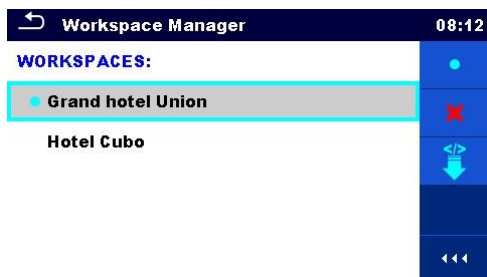 Workspace Manager 08:12
WORKSPACES:
Grand hotel Union
Hotel Cubo